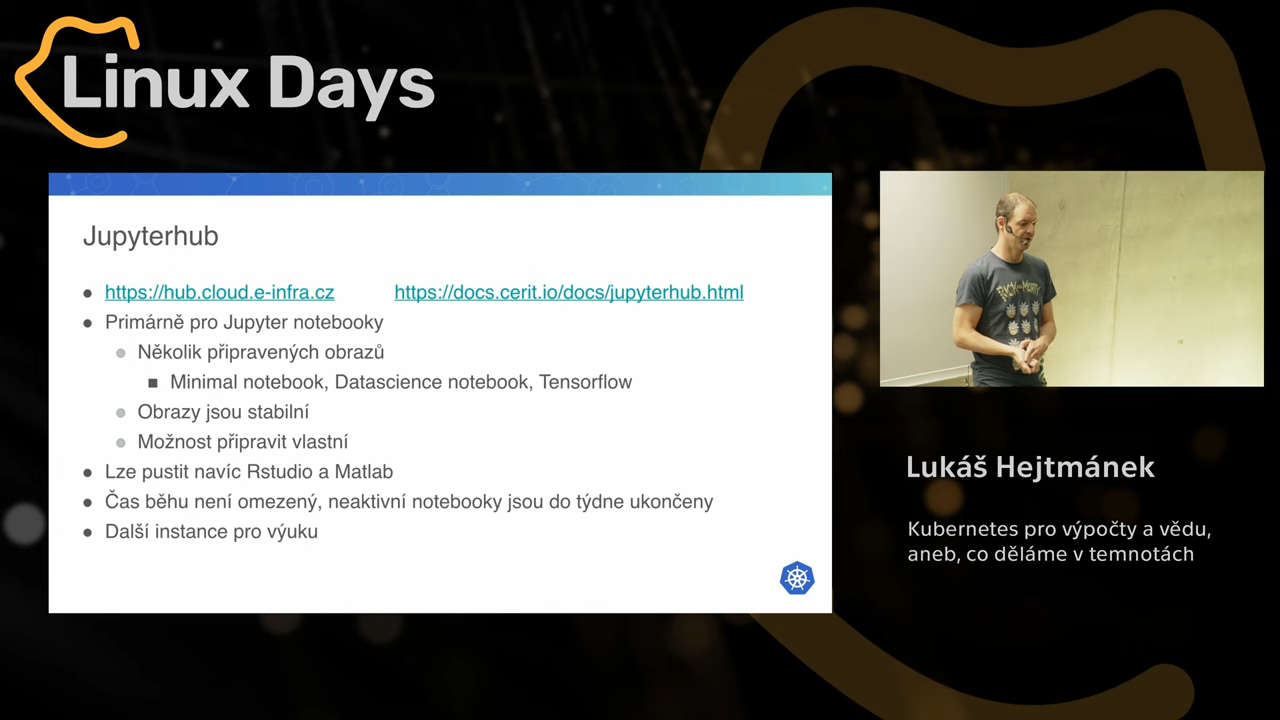 Linux Days
Jupyterhub
https://hub.cloud.e-infra.cz https://docs.cerit.io/docs/jupyterhub.html
Primárně pro Jupyter notebooky
Několik připravených obrazů
Minimal notebook, Datascience notebook, Tensorflow
Obrazy jsou stabilní
Možnost připravit vlastní
Lze pustit navíc Rstudio a Matlab
Čas běhu není omezený, neaktivní notebooky jsou do týdne ukončeny
Další instance pro výuku
RICK AND MORTY
Lukáš Hejtmánek
Kubernetes pro výpočty a vědu,
aneb, co děláme v temnotách